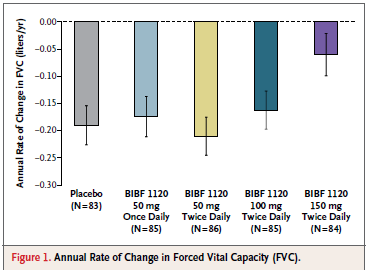 Annual Rate of Change in FVC (liters/yr)
0.00
−0.05
−0.10
−0.15
−0.20
−0.25
−0.30
Placebo
(N=83)
BIBF 1120
50 mg
Once Daily
(N=85)
BIBF 1120
50 mg
Twice Daily
(N=86)
BIBF 1120
100 mg
Twice Daily
(N=85)
BIBF 1120
150 mg
Twice Daily
(N=84)
Figure 1. Annual Rate of Change in Forced Vital Capacity (FVC).